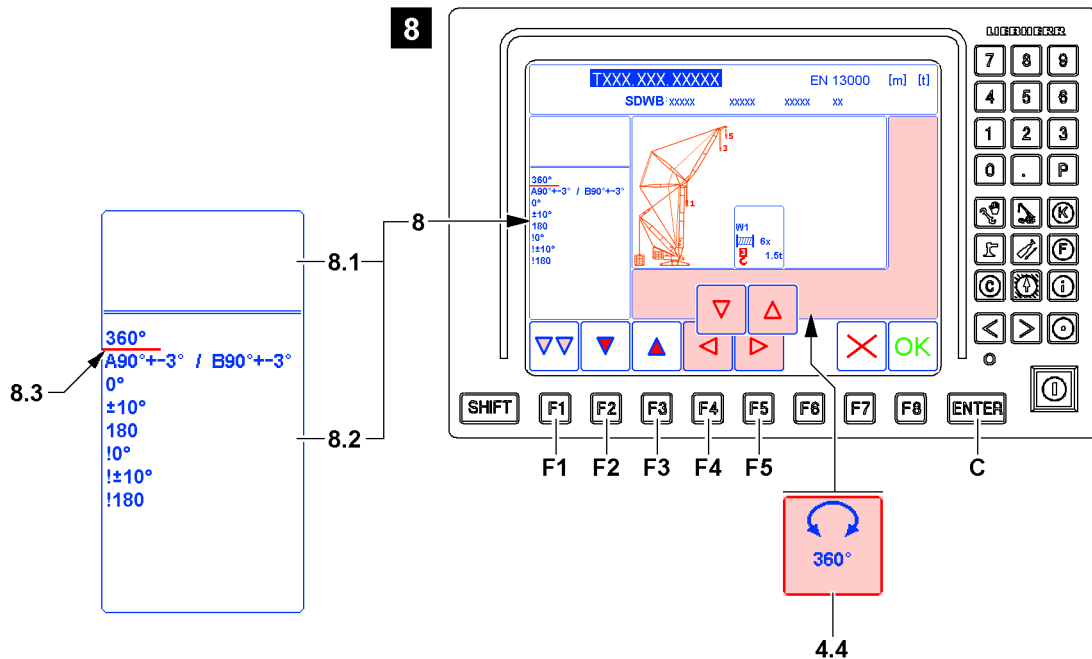 8
LIEBHERR
TXXX.XXX.XXXXX EN 13000 [m] [t]
SDWB xxxxx xxxxx xxxxx xx
360°
A90°+-3° / B90°+-3°
0°
±10°
180
!0°
!±10°
!180
5
3
1
W1
6x
3
1.5t
OK
7 8 9
4 5 6
1 2 3
0 . P
K
F
C i
SHIFT F1 F2 F3 F4 F5 F6 F7 F8 ENTER
F1 F2 F3 F4 F5 C
8
8.1
8.2
8.3
360°
A90°+-3° / B90°+-3°
0°
±10°
180
!0°
!±10°
!180
360°
4.4